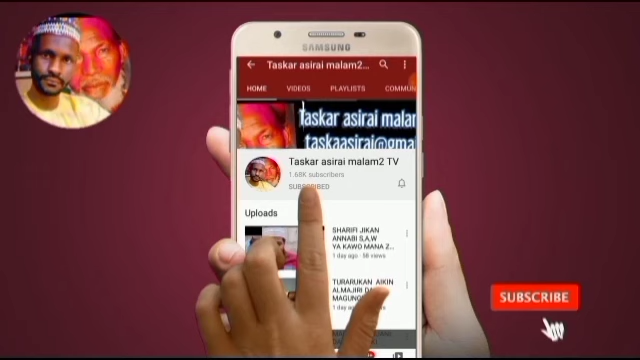 SAMSUNG
Taskar asirai malam2...
HOME VIDEOS PLAYLISTS COMMUN
Taskar asirai malam
taskaasirai@gma
Taskar asirai malam2 TV
1.68K subscribers
SUBSCRIBED
Uploads
SHARIFI JIKAN
ANNABI S,A,W
YA KAWO MANA Z...
1 day ago · 58 views
TURARUKAN AIKIN
ALMAJIRI DA
MAGUNG
1 day ago
SUBSCRIBE